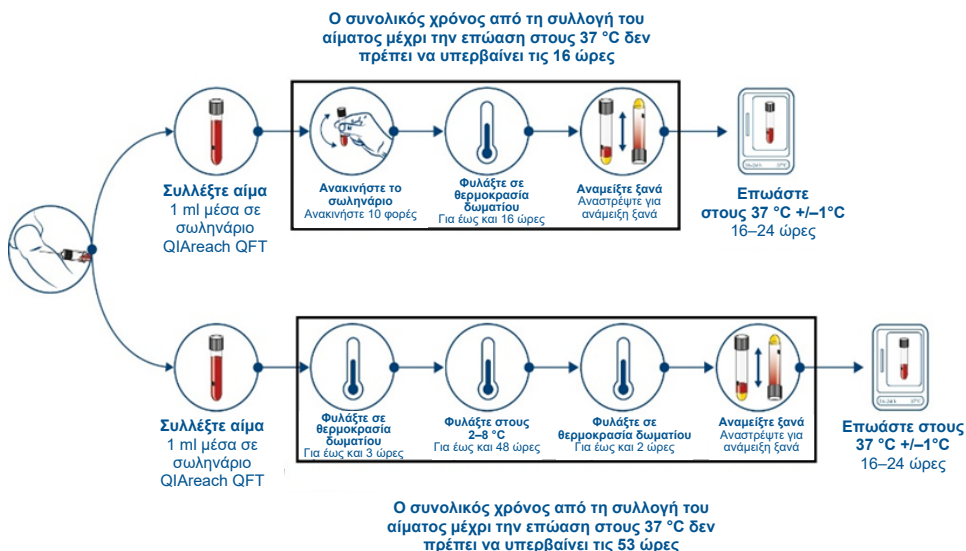 Ο συνολικός χρόνος από τη συλλογή του
αίματος μέχρι την επώαση στους 37 °C δεν
πρέπει να υπερβαίνει τις 16 ώρες
Συλλέξτε αίμα
1 ml μέσα σε
σωληνάριο
QIAreach QFT
Ανακινήστε το
σωληνάριο
Ανακινήστε 10 φορές
Φυλάξτε σε
θερμοκρασία
δωματίου
Για έως και 16 ώρες
Αναμείξτε ξανά
Αναστρέψτε για
ανάμειξη ξανά
Επωάστε
στους 37 °C +/–1°C
16–24 ώρες
Συλλέξτε αίμα
1 ml μέσα σε
σωληνάριο
QIAreach QFT
Φυλάξτε σε
θερμοκρασία
δωματίου
Για έως και 3 ώρες
Φυλάξτε στους
2–8 °C
Για έως και 48 ώρες
Φυλάξτε σε
θερμοκρασία δωματίου
Για έως και 2 ώρες
Αναμείξτε ξανά
Αναστρέψτε για
ανάμειξη ξανά
Επωάστε στους
37 °C +/–1°C
16–24 ώρες
Ο συνολικός χρόνος από τη συλλογή του
αίματος μέχρι την επώαση στους 37 °C δεν
πρέπει να υπερβαίνει τις 53 ώρες